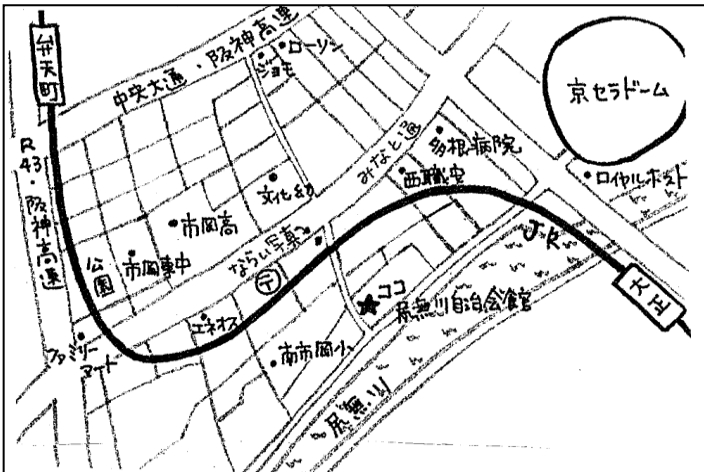 弁天町
中央大通・阪神高速
ローソン
ジョモ
京セラドーム
R43・阪神高速
みなと通
多根病院
西職安
ロイヤルホスト
文化幼
市岡高
市岡東中
公園
ならい写真
〒
JR
大正
ココ
尻無川自治会館
エネオス
ファミリー
マート
南市岡小
尻無川